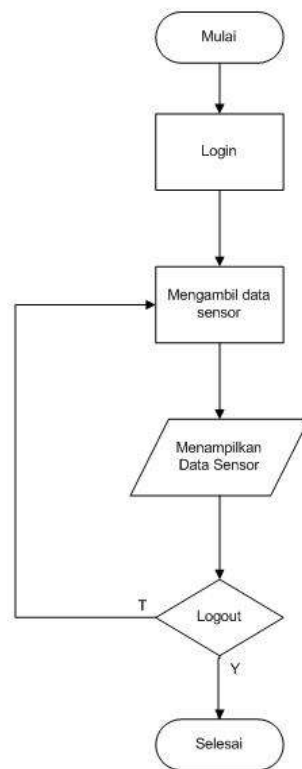 Mulai
Login
Mengambil data
sensor
Menampilkan
Data Sensor
T
Logout
Y
Selesai